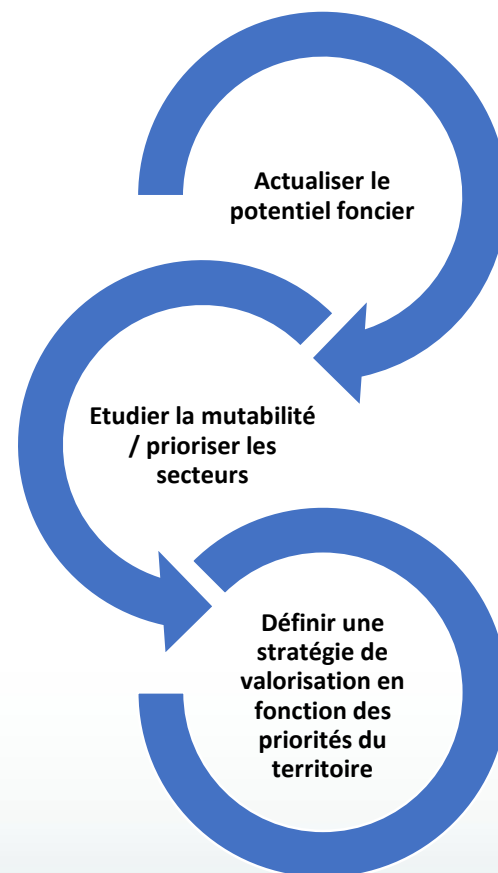 Actualiser le
potentiel foncier
Etudier la mutabilité
/ prioriser les
secteurs
Définir une
stratégie de
valorisation en
fonction des
priorités du
territoire